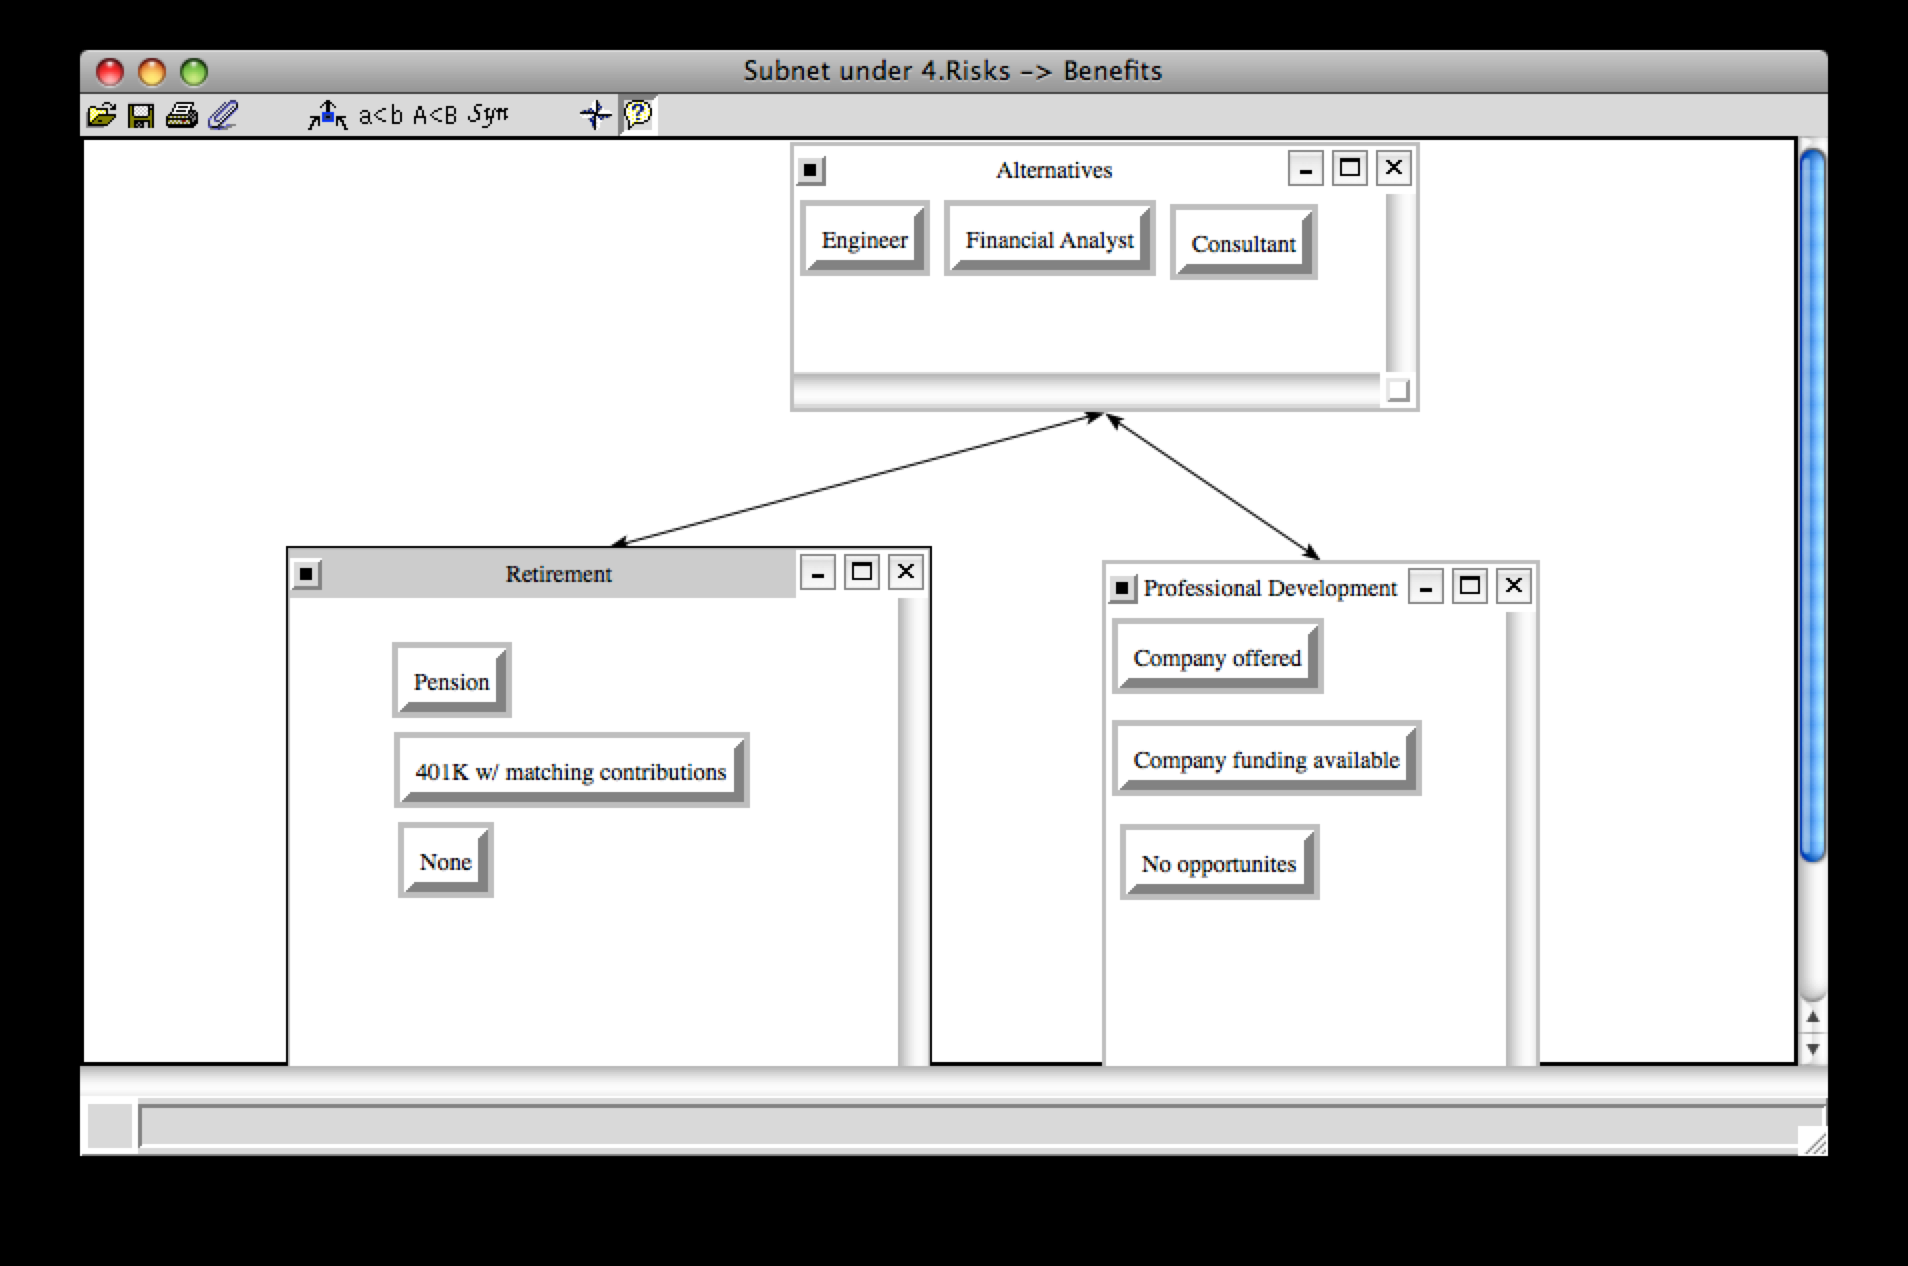 Subnet under 4.Risks -> Benefits
a<b A<B Syn
Alternatives
Engineer
Financial Analyst
Consultant
Retirement
Pension
401K w/ matching contributions
None
Professional Development
Company offered
Company funding available
No opportunites